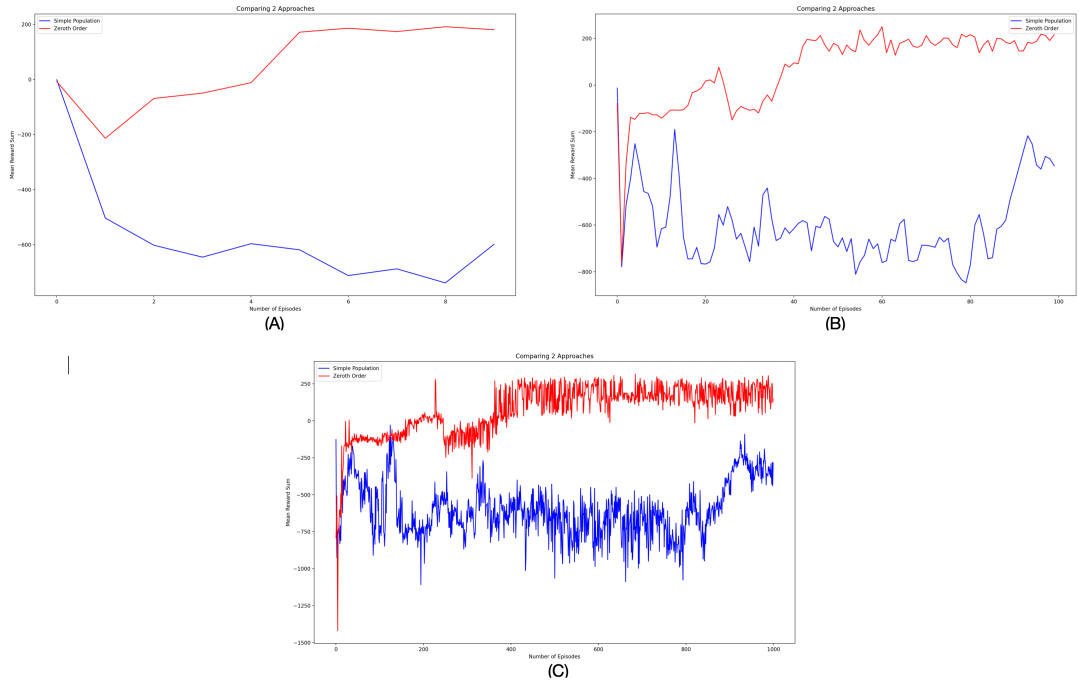 Comparing 2 Approaches
Simple Population
Zeroth Order
Mean Reward Sum
200
0
−200
−400
−600
0
2
4
6
8
Number of Episodes
(A)
Comparing 2 Approaches
Simple Population
Zeroth Order
Mean Reward Sum
200
0
−200
−400
−600
−800
0
20
40
60
80
100
Number of Episodes
(B)
Comparing 2 Approaches
Simple Population
Zeroth Order
Mean Reward Sum
250
0
−250
−500
−750
−1000
−1250
−1500
0
200
400
600
800
1000
Number of Episodes
(C)